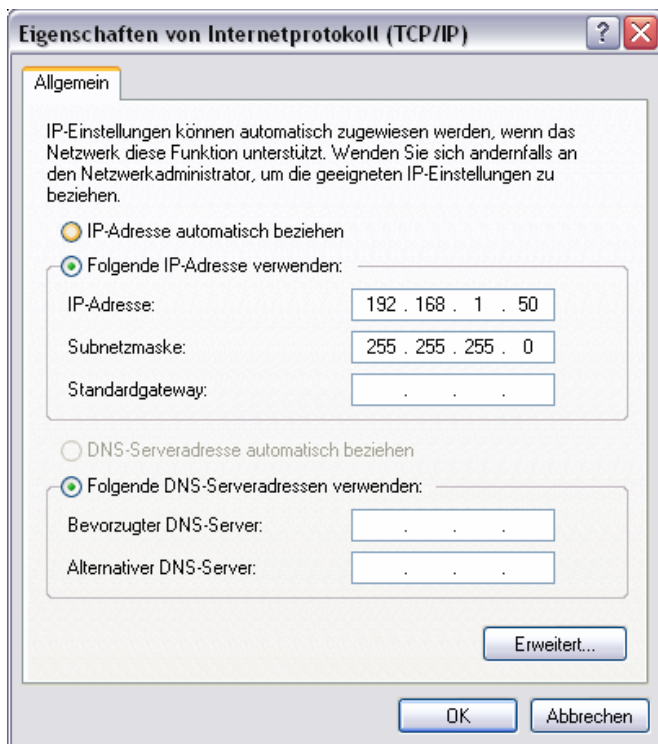 Eigenschaften von Internetprotokoll (TCP/IP)
Allgemein
IP-Einstellungen können automatisch zugewiesen werden, wenn das
Netzwerk diese Funktion unterstützt. Wenden Sie sich andernfalls an
den Netzwerkadministrator, um die geeigneten IP-Einstellungen zu
beziehen.
IP-Adresse automatisch beziehen
Folgende IP-Adresse verwenden:
IP-Adresse: 192 . 168 . 1 . 50
Subnetzmaske: 255 . 255 . 255 . 0
Standardgateway: . . .
DNS-Serveradresse automatisch beziehen
Folgende DNS-Serveradressen verwenden:
Bevorzugter DNS-Server: . . .
Alternativer DNS-Server: . . .
Erweitert...
OK Abbrechen